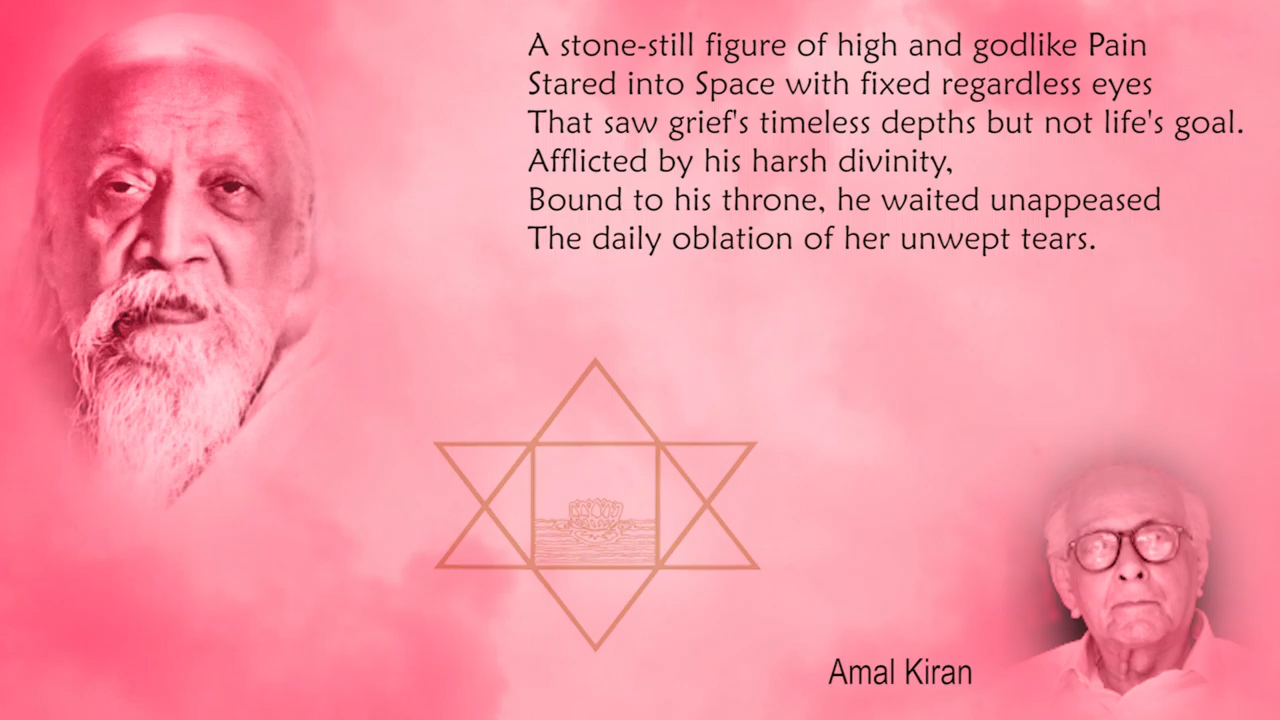 A stone-still figure of high and godlike Pain
Stared into Space with fixed regardless eyes
That saw grief's timeless depths but not life's goal.
Afflicted by his harsh divinity,
Bound to his throne, he waited unappeased
The daily oblation of her unwept tears.
Amal Kiran